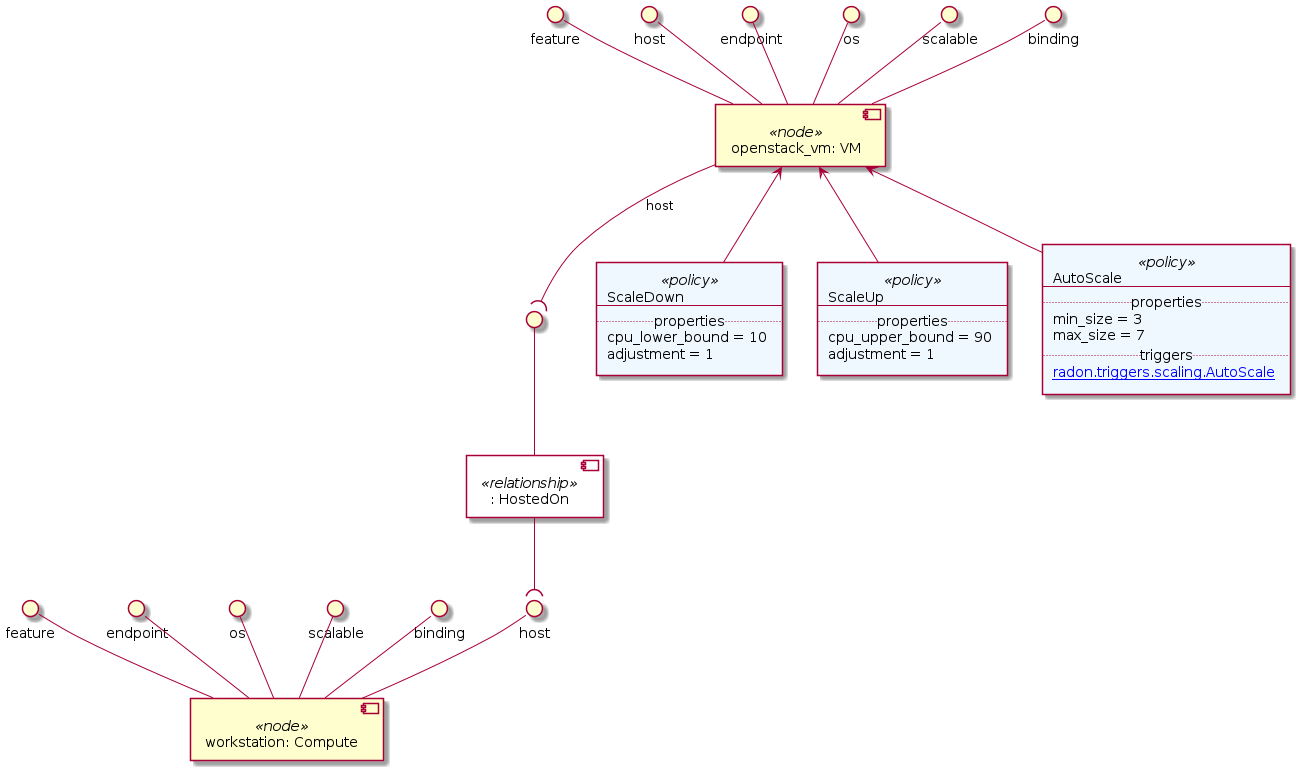 feature
host
endpoint
os
scalable
binding
«node»
openstack_vm: VM
host
«policy»
ScaleDown
properties
cpu_lower_bound = 10
adjustment = 1
«policy»
ScaleUp
properties
cpu_upper_bound = 90
adjustment = 1
«policy»
AutoScale
properties
min_size = 3
max_size = 7
triggers
radon.triggers.scaling.AutoScale
«relationship»
: HostedOn
feature
endpoint
os
scalable
binding
host
«node»
workstation: Compute